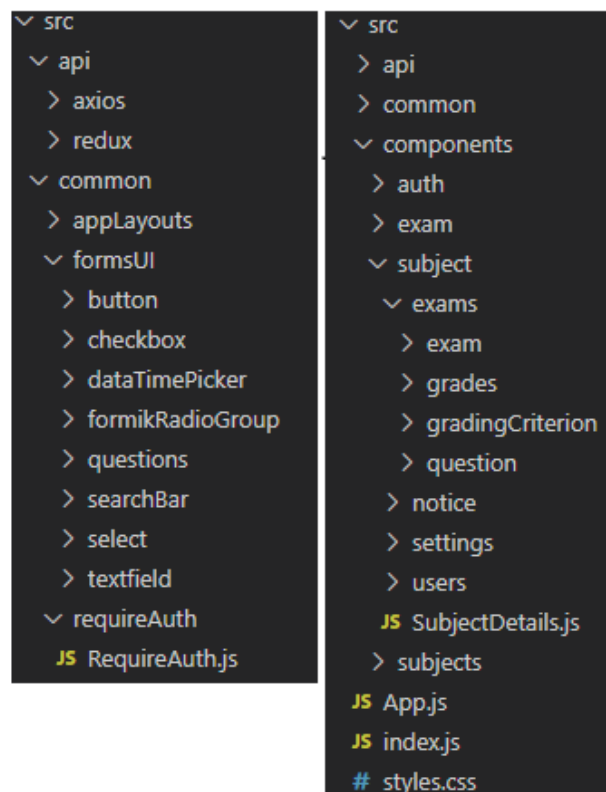 src
api
axios
redux
common
appLayouts
formsUI
button
checkbox
dataTimePicker
formikRadioGroup
questions
searchBar
select
textfield
requireAuth
JS RequireAuth.js
src
api
common
components
auth
exam
subject
exams
exam
grades
gradingCriterion
question
notice
settings
users
JS SubjectDetails.js
subjects
JS App.js
JS index.js
# styles.css